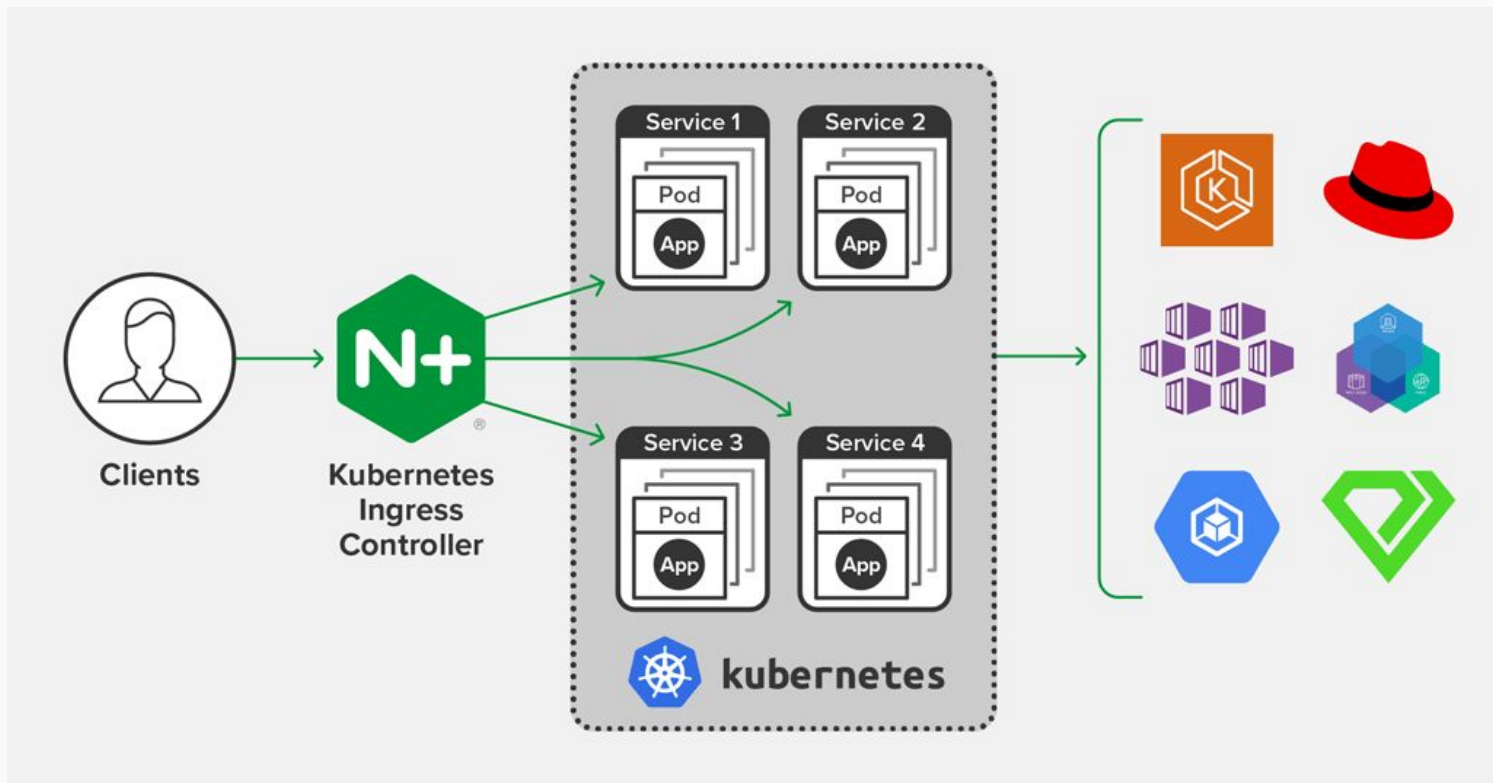 Clients
N+
®
Kubernetes
Ingress
Controller
Service 1
Pod
App
Service 2
Pod
App
Service 3
Pod
App
Service 4
Pod
App
kubernetes
K